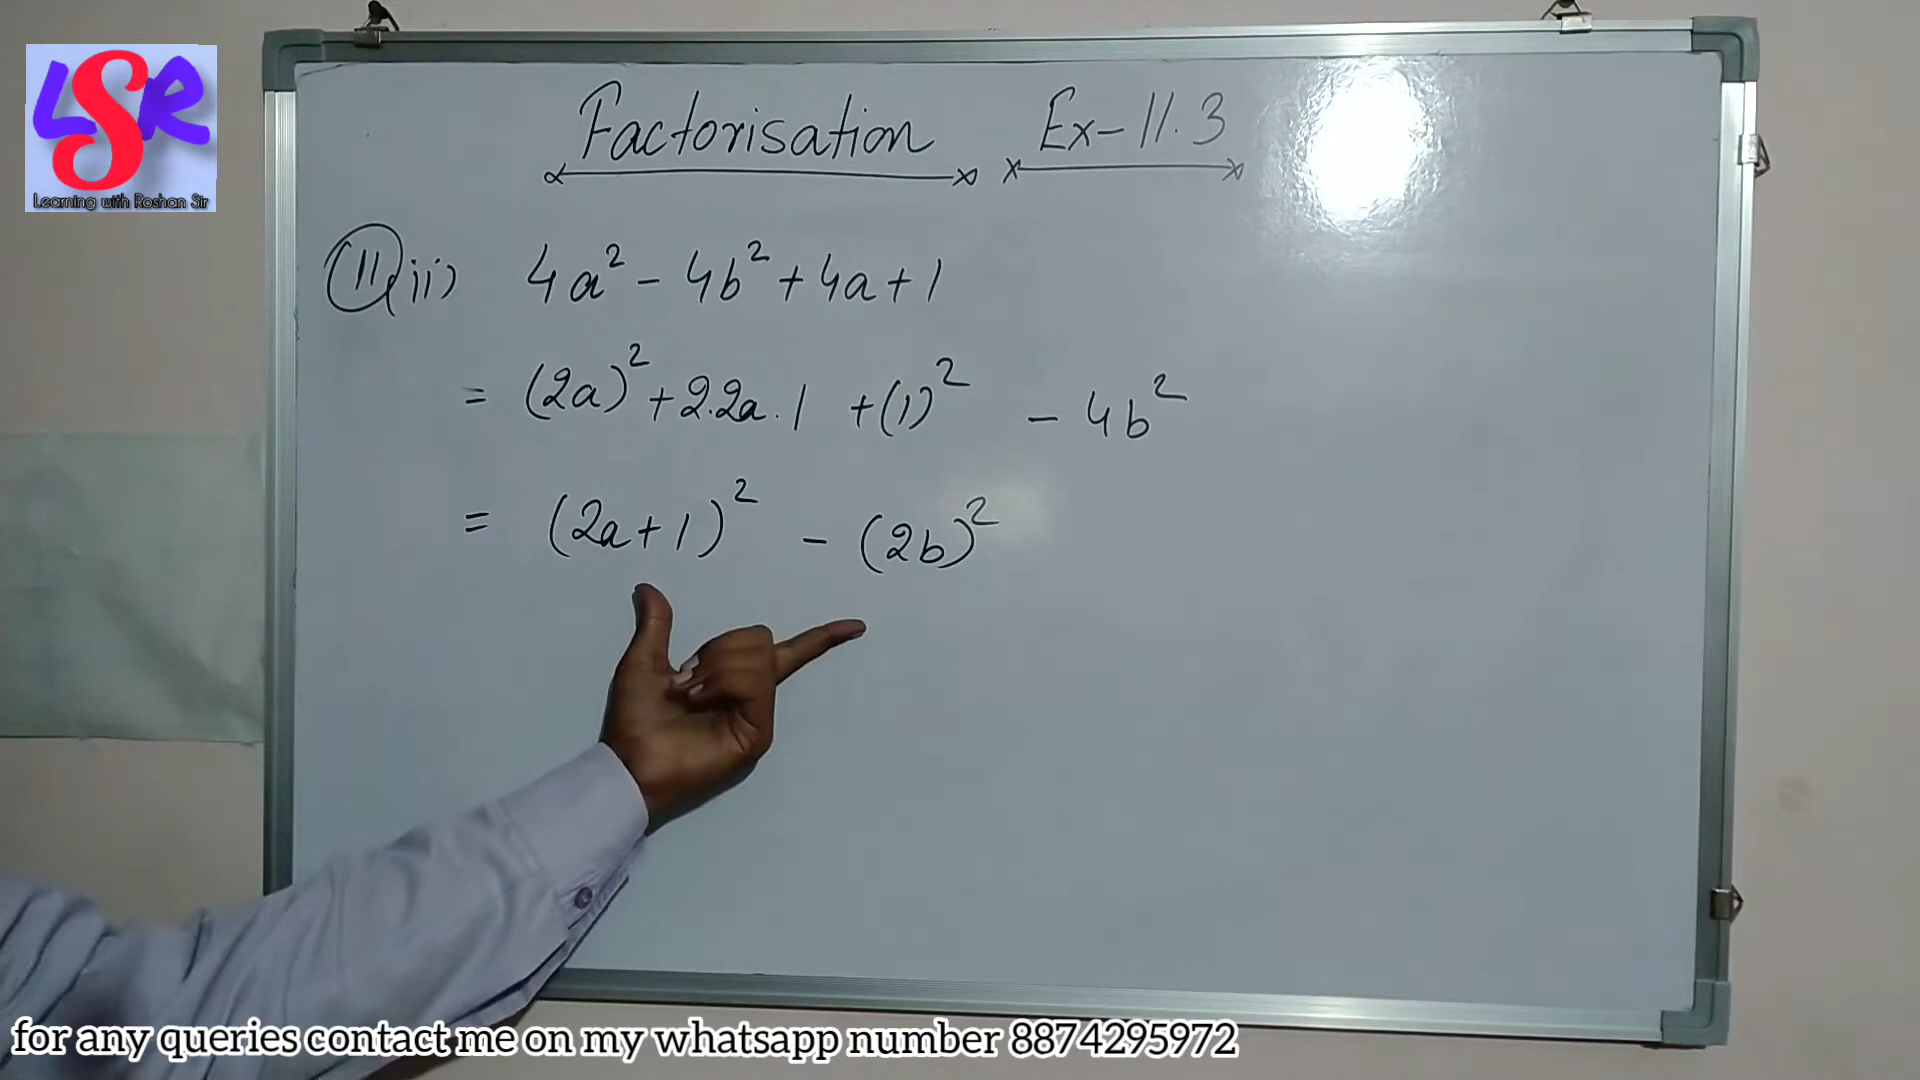 LSR
Learning with Roshan Sir
Factorisation Ex-11.3
11 ii) 4a² - 4b² + 4a + 1
= (2a)² + 2.2a.1 + (1)² - 4b²
= (2a+1)² - (2b)²
for any queries contact me on my whatsapp number 8874295972